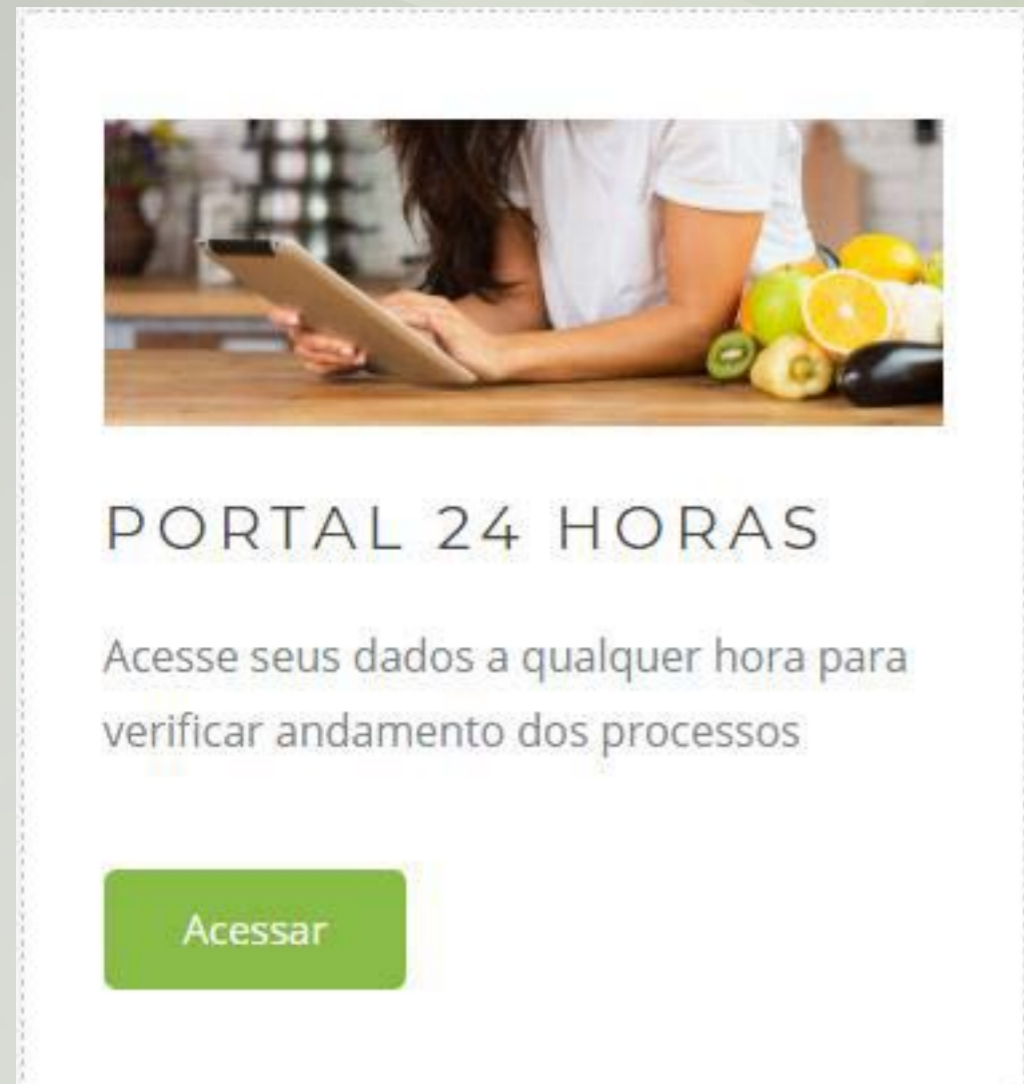 PORTAL 24 HORAS
Acesse seus dados a qualquer hora para
verificar andamento dos processos
Acessar